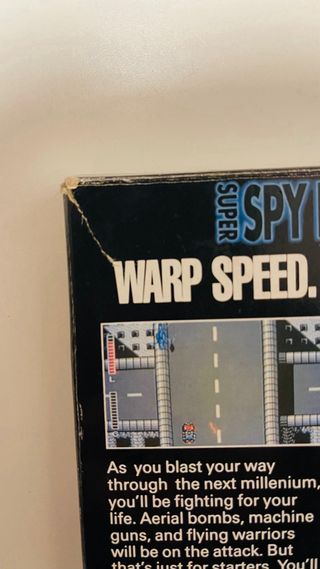 SUPER SPY
WARP SPEED.
As you blast your way
through the next millenium,
you'll be fighting for your
life. Aerial bombs, machine
guns, and flying warriors
will be on the attack. But
that's just for starters. You'll